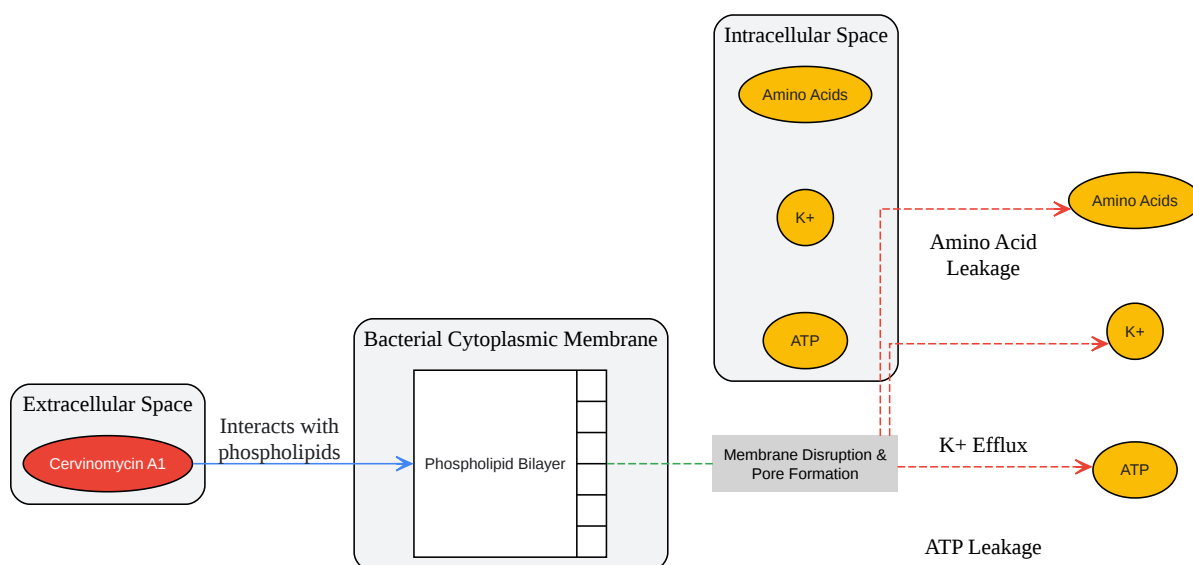 Intracellular Space
Amino Acids
K+
ATP
Amino Acids
Amino Acid
Leakage
K+
Bacterial Cytoplasmic Membrane
Phospholipid Bilayer
Extracellular Space
Cervinomycin A1
Interacts with
phospholipids
Membrane Disruption &
Pore Formation
K+ Efflux
ATP
ATP Leakage